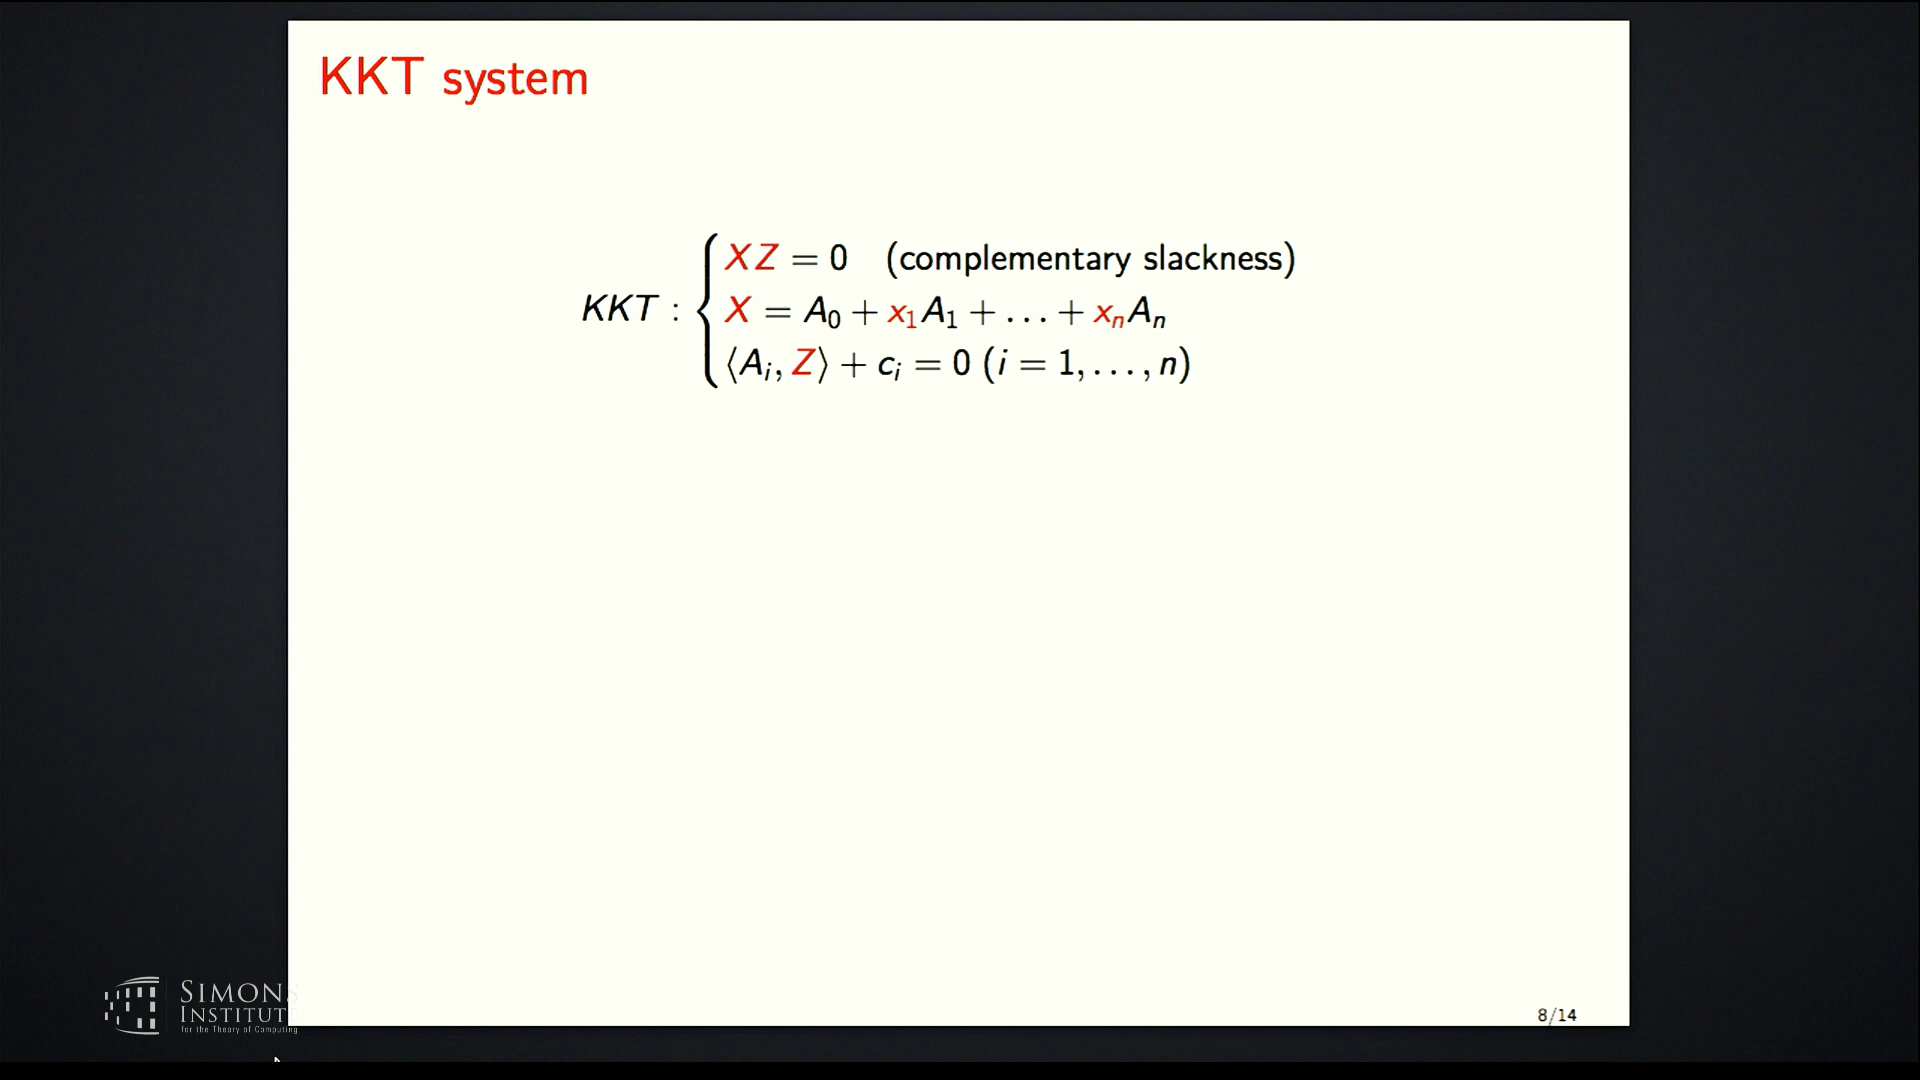 KKT system
XZ = 0 (complementary slackness)
KKT : X = A₀ + x₁A₁ + … + xₙAₙ
⟨Aᵢ, Z⟩ + cᵢ = 0 (i = 1, …, n)
SIMONS
INSTITUTE
for the Theory of Computing
8/14